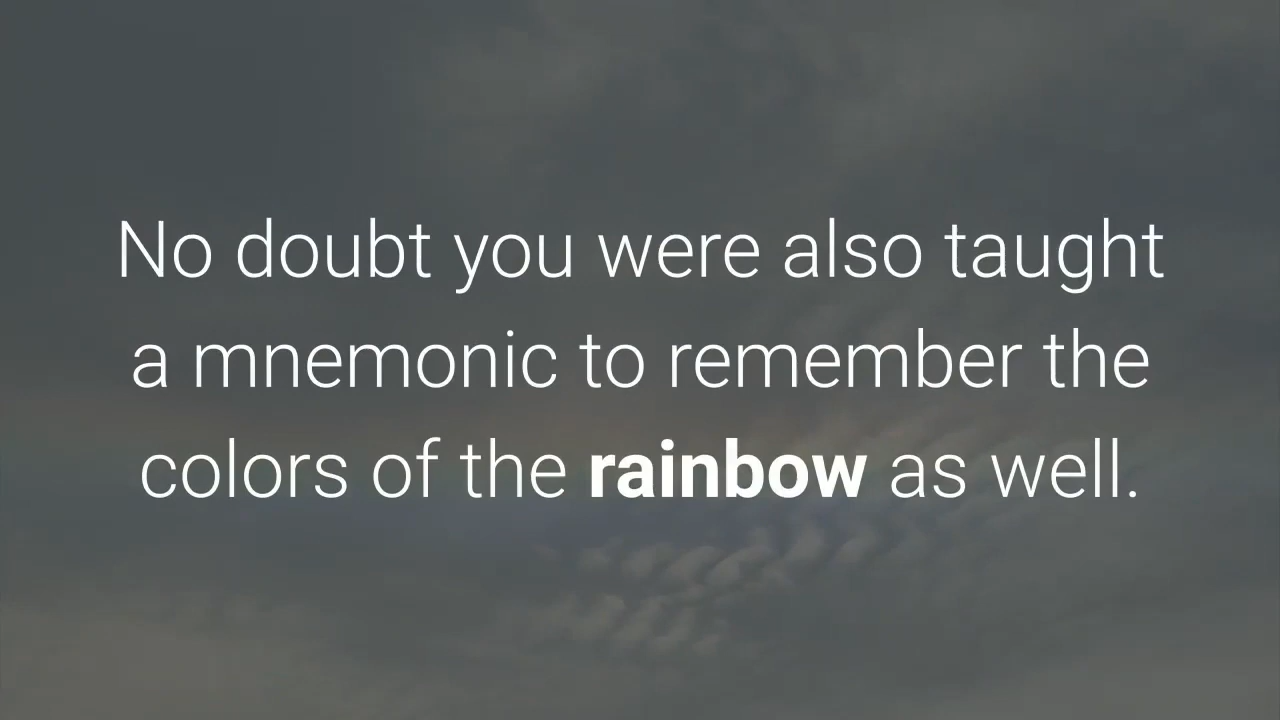 No doubt you were also taught
a mnemonic to remember the
colors of the rainbow as well.